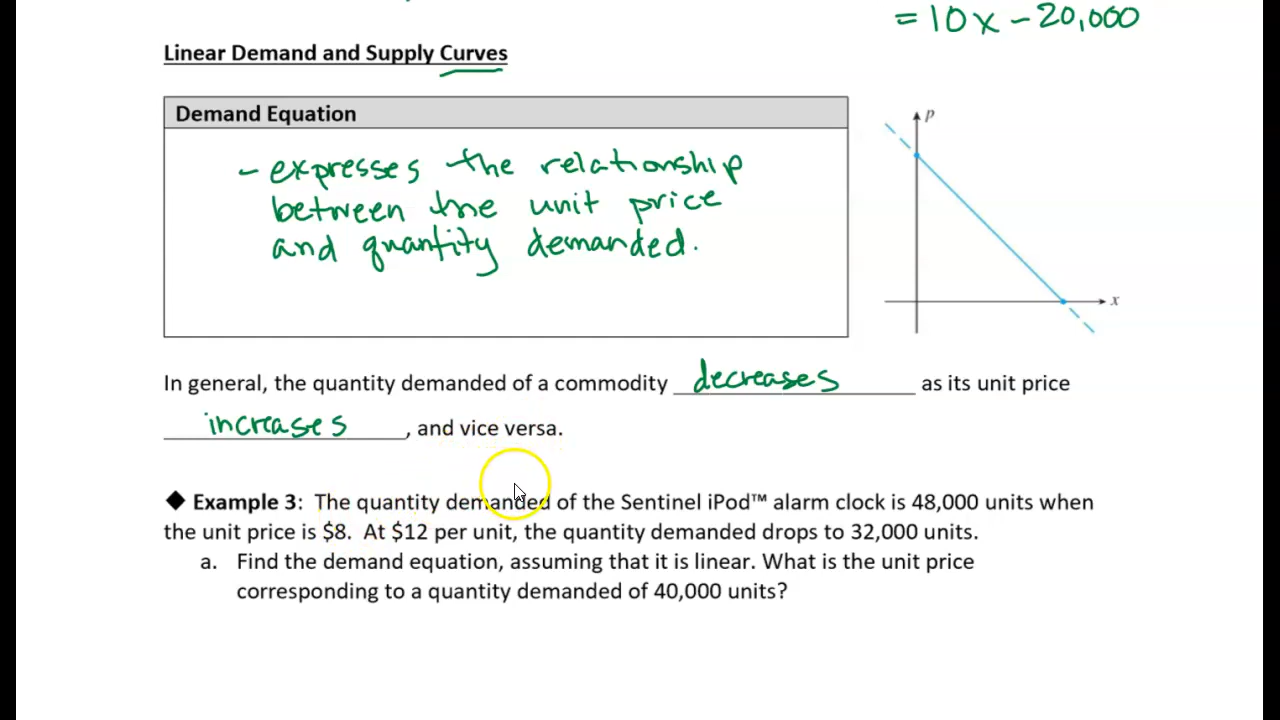 = 10x - 20,000
Linear Demand and Supply Curves
Demand Equation
- expresses the relationship
between the unit price
and quantity demanded.
p
x
In general, the quantity demanded of a commodity decreases as its unit price
increases, and vice versa.
◆ Example 3: The quantity demanded of the Sentinel iPod™ alarm clock is 48,000 units when
the unit price is $8. At $12 per unit, the quantity demanded drops to 32,000 units.
a. Find the demand equation, assuming that it is linear. What is the unit price
corresponding to a quantity demanded of 40,000 units?